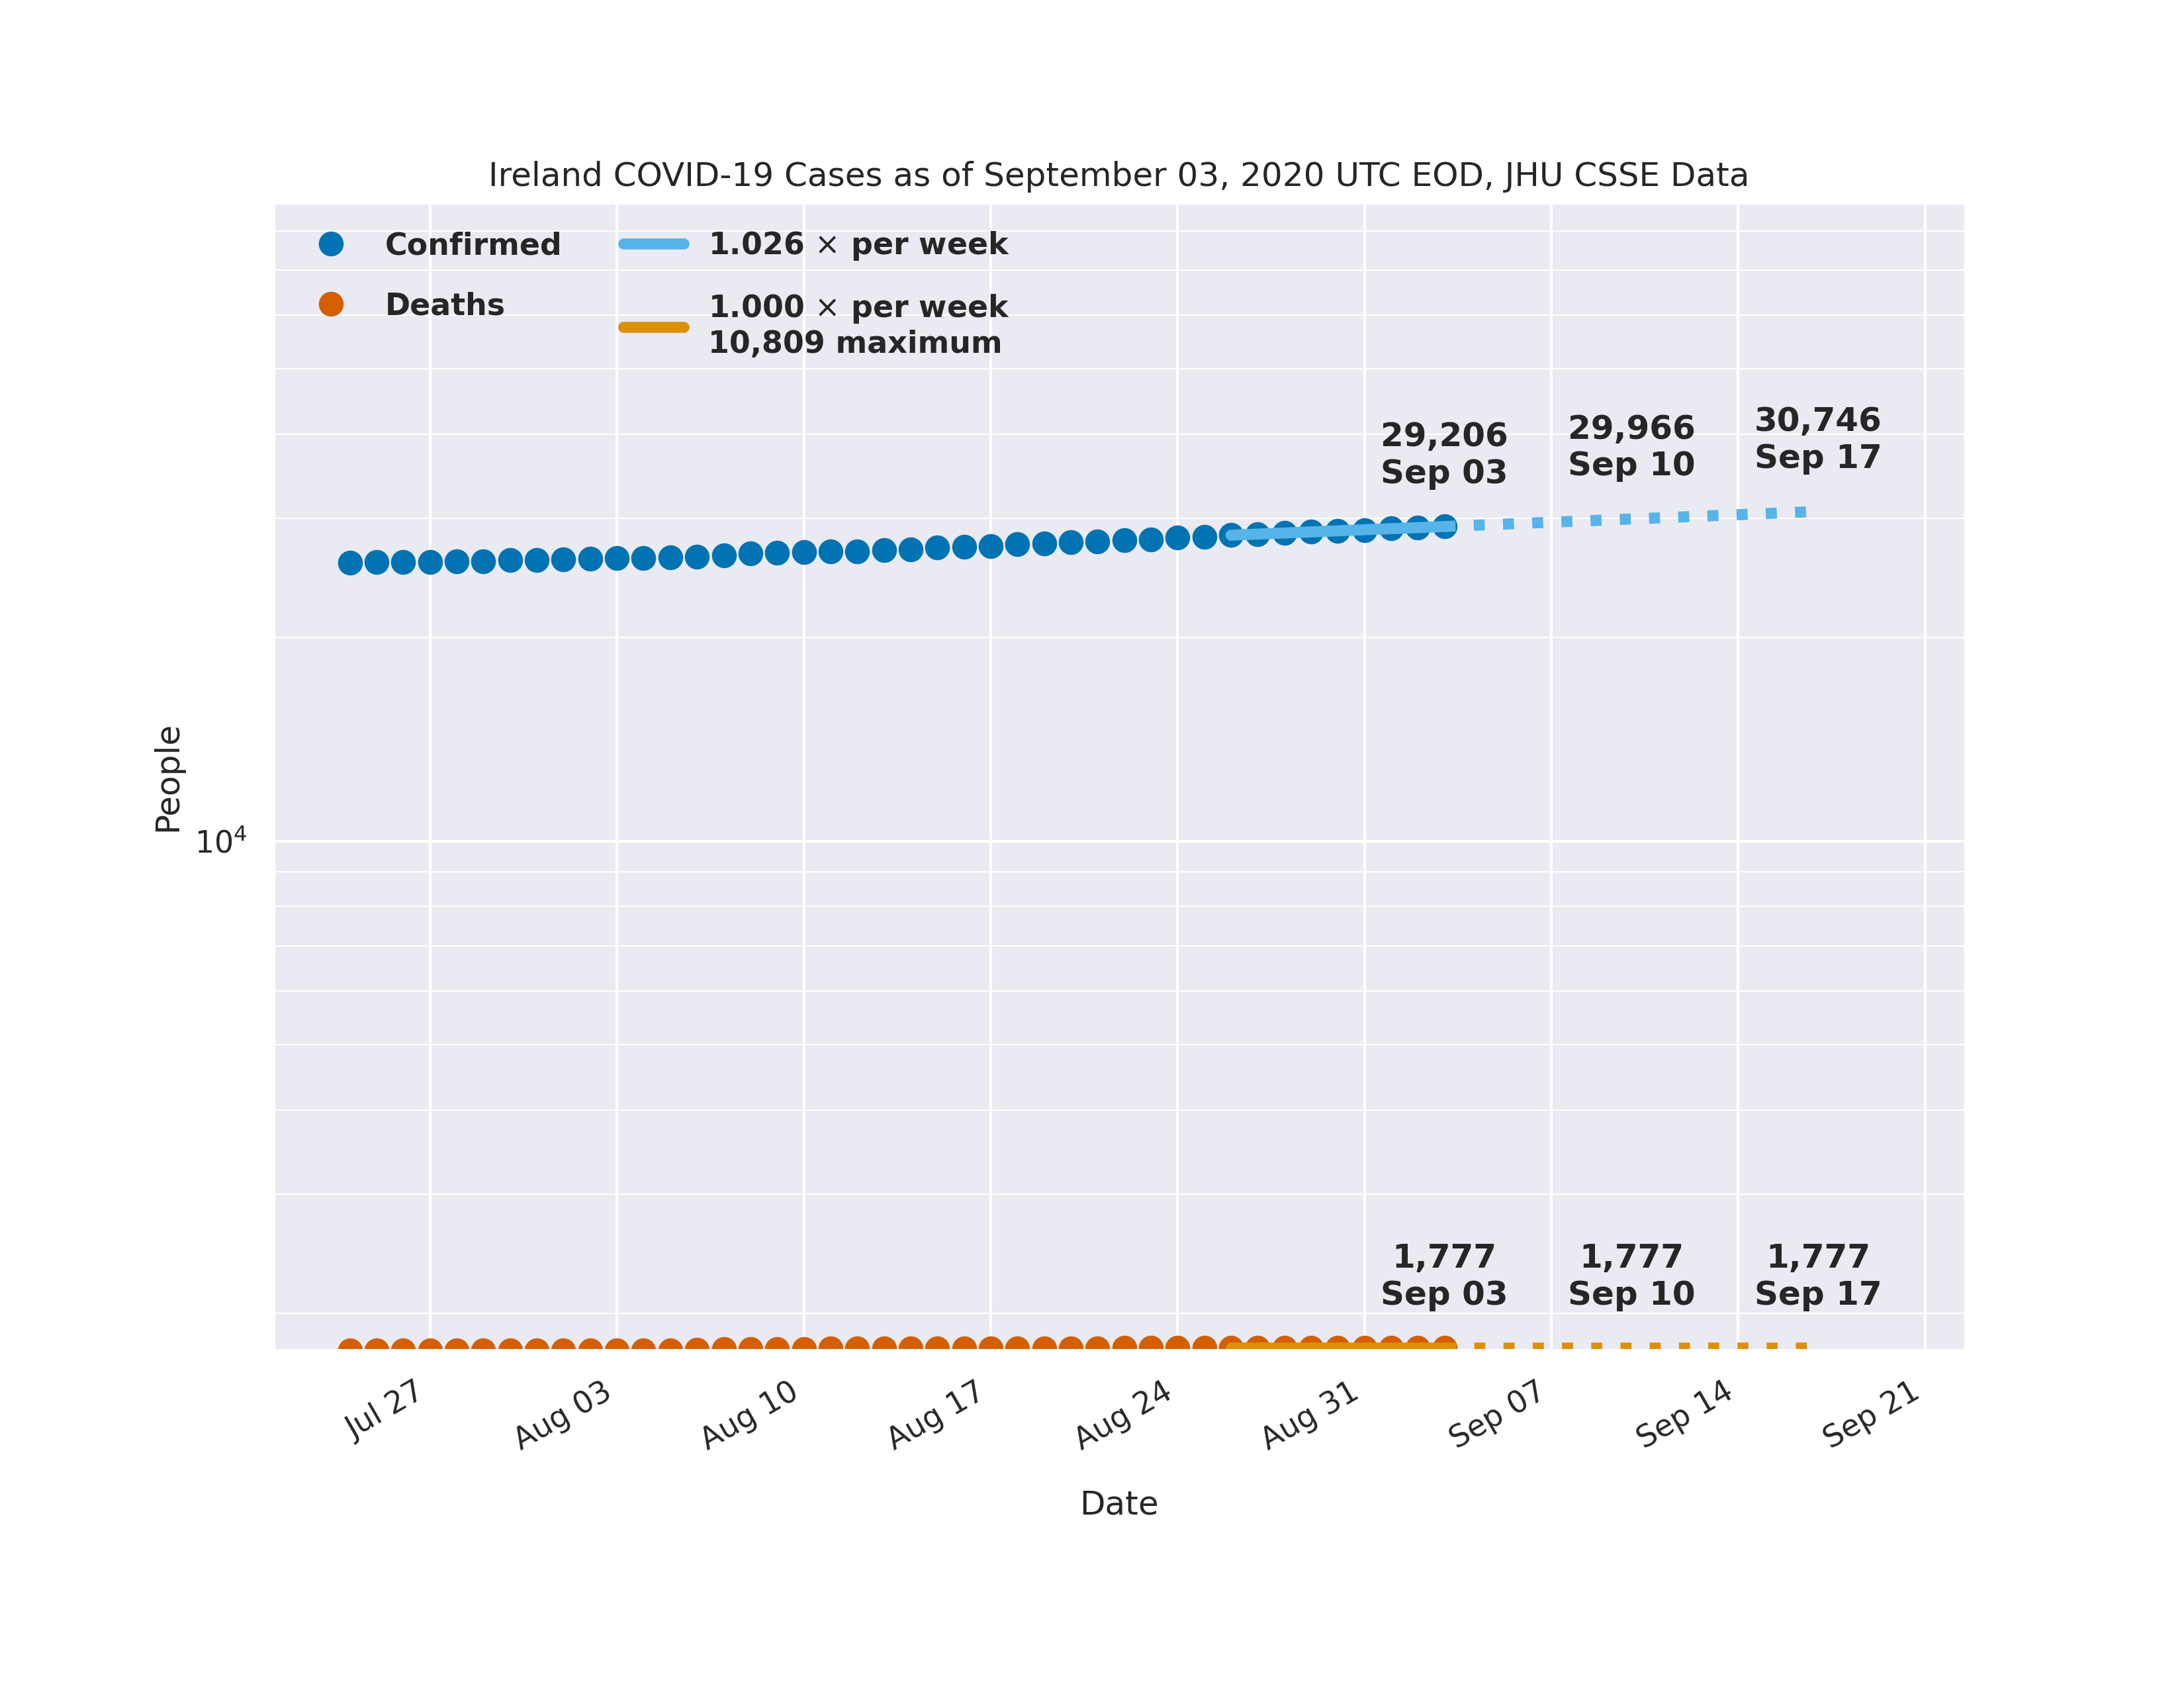 Ireland COVID-19 Cases as of September 03, 2020 UTC EOD, JHU CSSE Data
Confirmed
Deaths
1.026 × per week
1.000 × per week
10,809 maximum
29,206
Sep 03
29,966
Sep 10
30,746
Sep 17
People
10⁴
1,777
Sep 03
1,777
Sep 10
1,777
Sep 17
Jul 27
Aug 03
Aug 10
Aug 17
Aug 24
Aug 31
Sep 07
Sep 14
Sep 21
Date